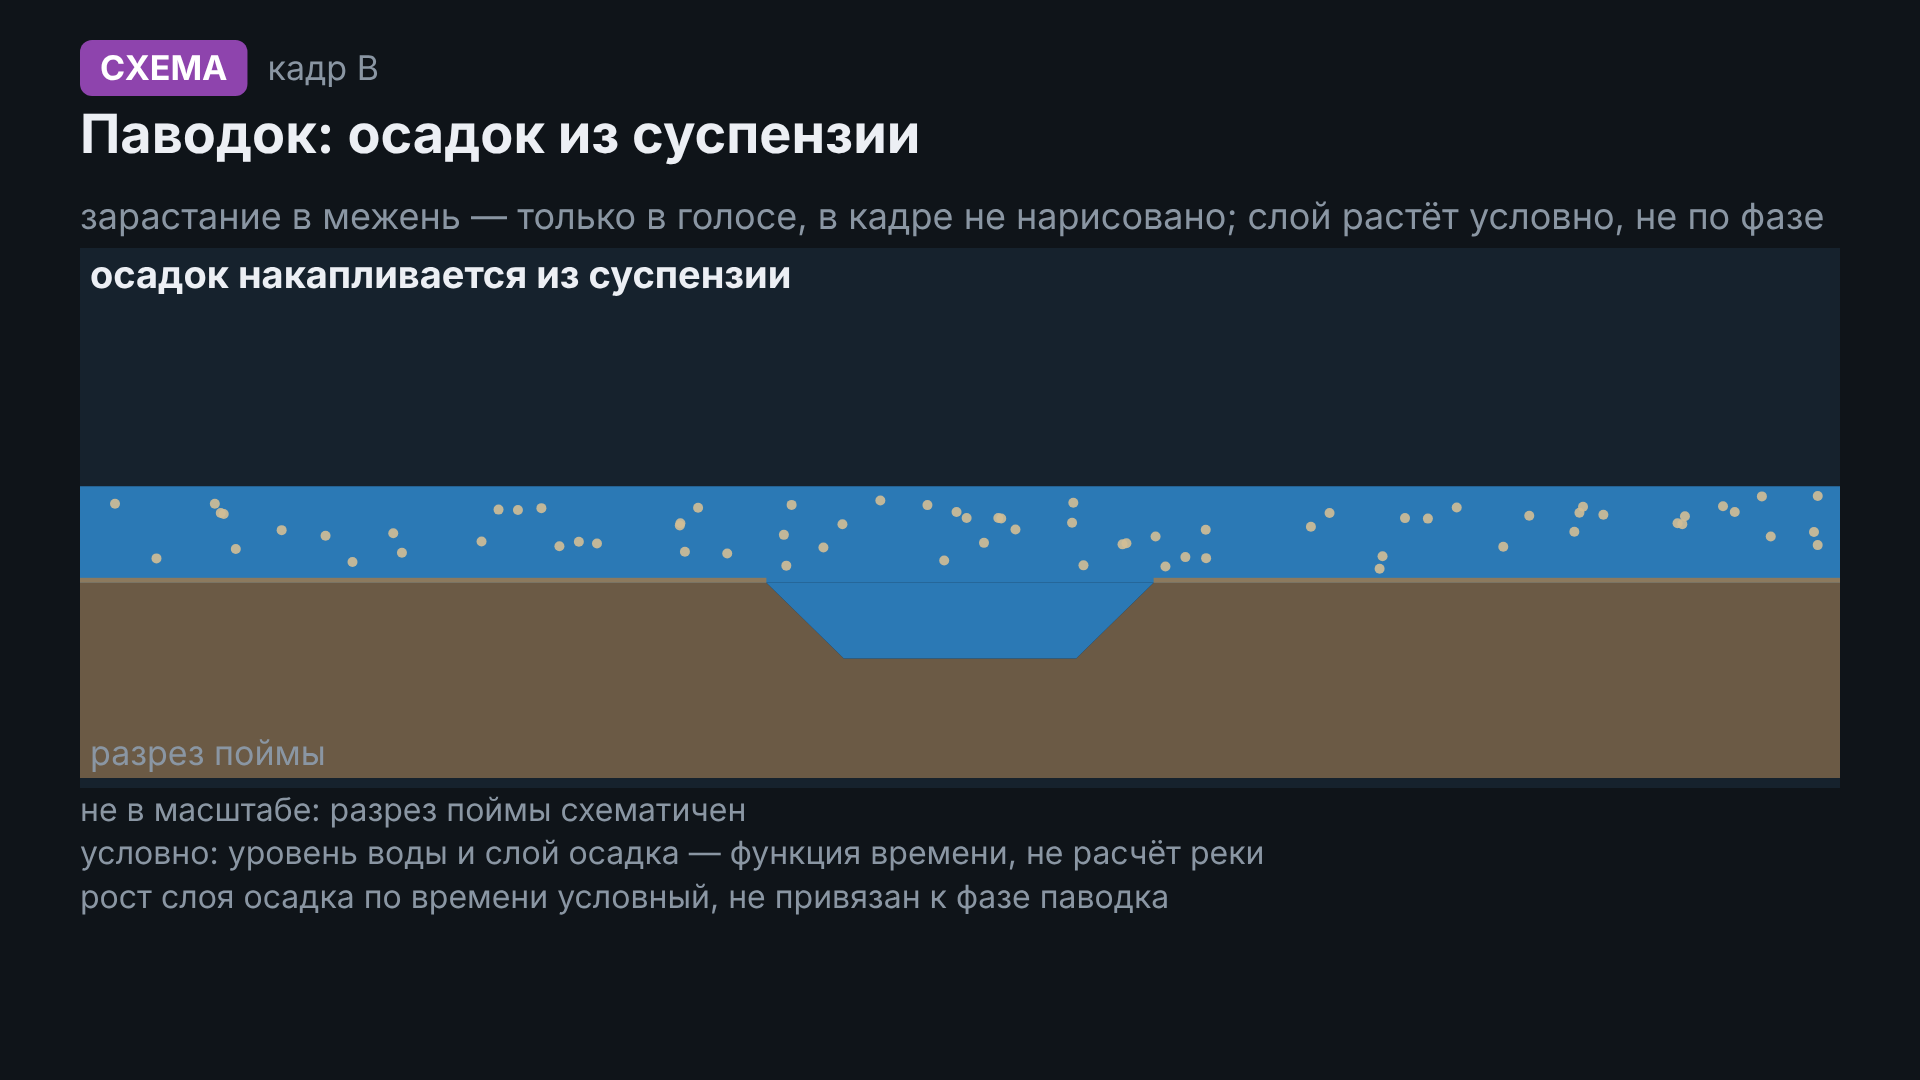 СХЕМА кадр B
Паводок: осадок из суспензии
зарастание в межень — только в голосе, в кадре не нарисовано; слой растёт условно, не по фазе
осадок накапливается из суспензии
разрез поймы
не в масштабе: разрез поймы схематичен
условно: уровень воды и слой осадка — функция времени, не расчёт реки
рост слоя осадка по времени условный, не привязан к фазе паводка